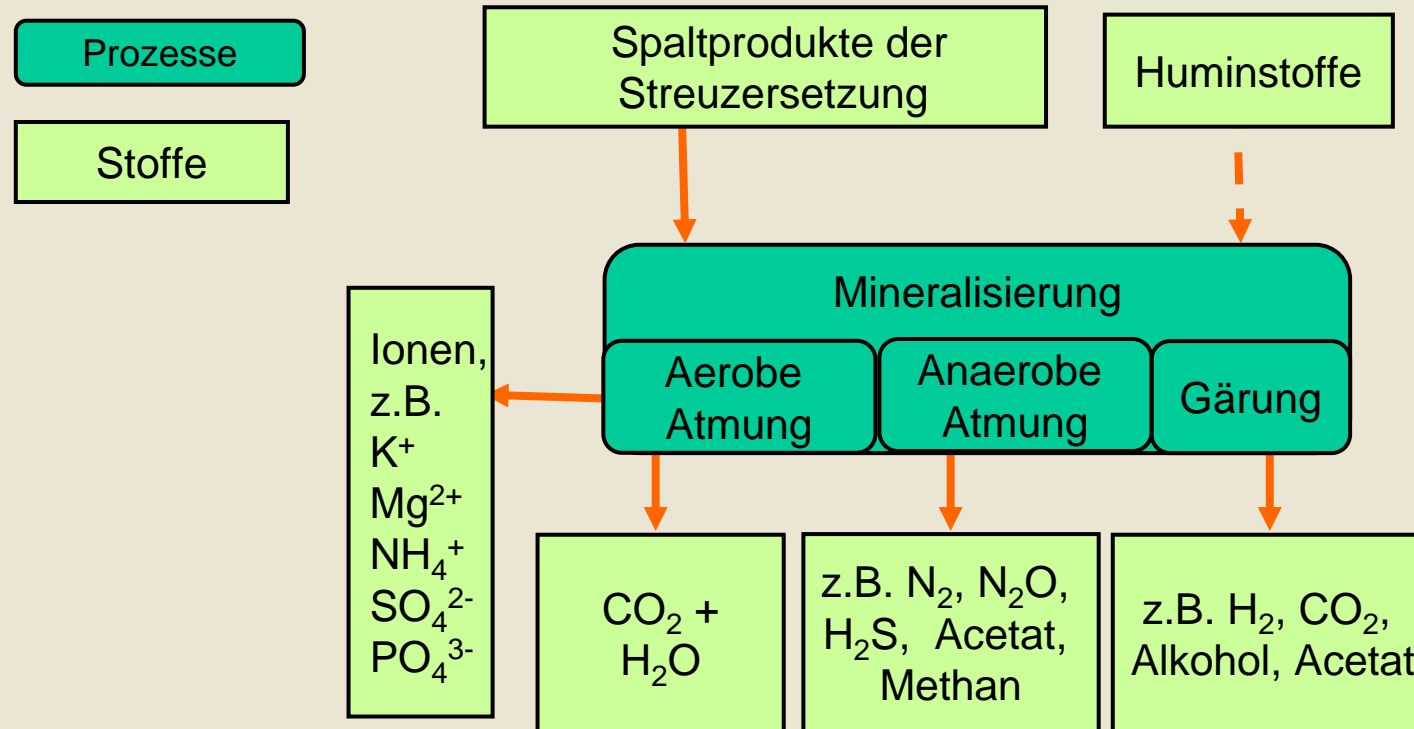 Prozesse
Stoffe
Spaltprodukte der
Streuzersetzung
Huminstoffe
Mineralisierung
Aerobe
Atmung
Anaerobe
Atmung
Gärung
Ionen,
z.B.
K⁺
Mg²⁺
NH₄⁺
SO₄²⁻
PO₄³⁻
CO₂ +
H₂O
z.B. N₂, N₂O,
H₂S, Acetat,
Methan
z.B. H₂, CO₂,
Alkohol, Acetat